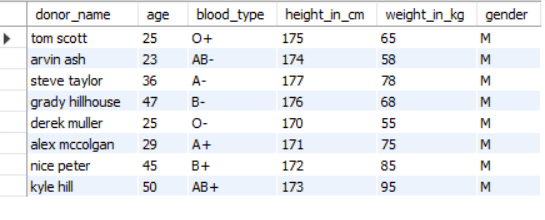 donor_name age blood_type height_in_cm weight_in_kg gender
tom scott 25 O+ 175 65 M
arvin ash 23 AB- 174 58 M
steve taylor 36 A- 177 78 M
grady hillhouse 47 B- 176 68 M
derek muller 25 O- 170 55 M
alex mccolgan 29 A+ 171 75 M
nice peter 45 B+ 172 85 M
kyle hill 50 AB+ 173 95 M